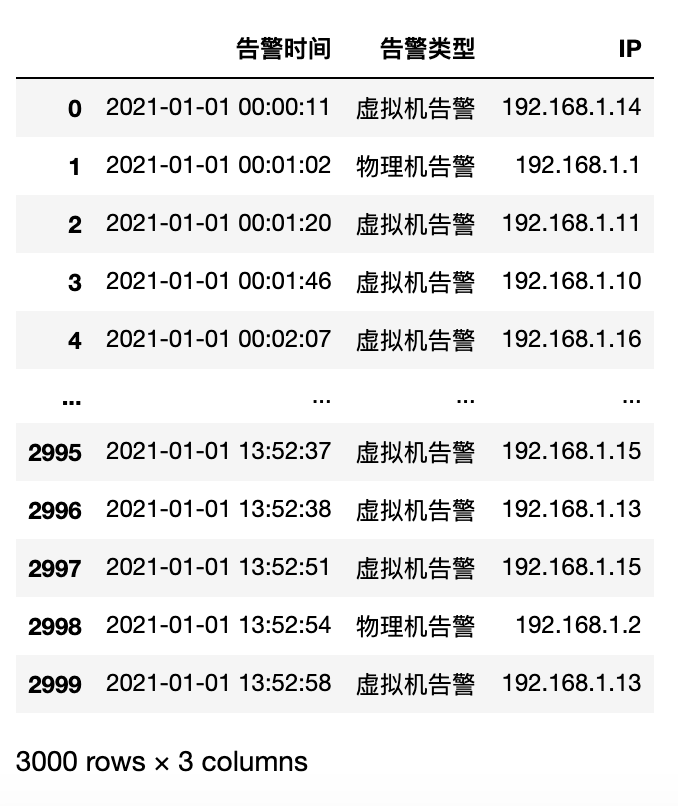 告警时间 告警类型 IP
0 2021-01-01 00:00:11 虚拟机告警 192.168.1.14
1 2021-01-01 00:01:02 物理机告警 192.168.1.1
2 2021-01-01 00:01:20 虚拟机告警 192.168.1.11
3 2021-01-01 00:01:46 虚拟机告警 192.168.1.10
4 2021-01-01 00:02:07 虚拟机告警 192.168.1.16
... ... ... ...
2995 2021-01-01 13:52:37 虚拟机告警 192.168.1.15
2996 2021-01-01 13:52:38 虚拟机告警 192.168.1.13
2997 2021-01-01 13:52:51 虚拟机告警 192.168.1.15
2998 2021-01-01 13:52:54 物理机告警 192.168.1.2
2999 2021-01-01 13:52:58 虚拟机告警 192.168.1.13
3000 rows × 3 columns